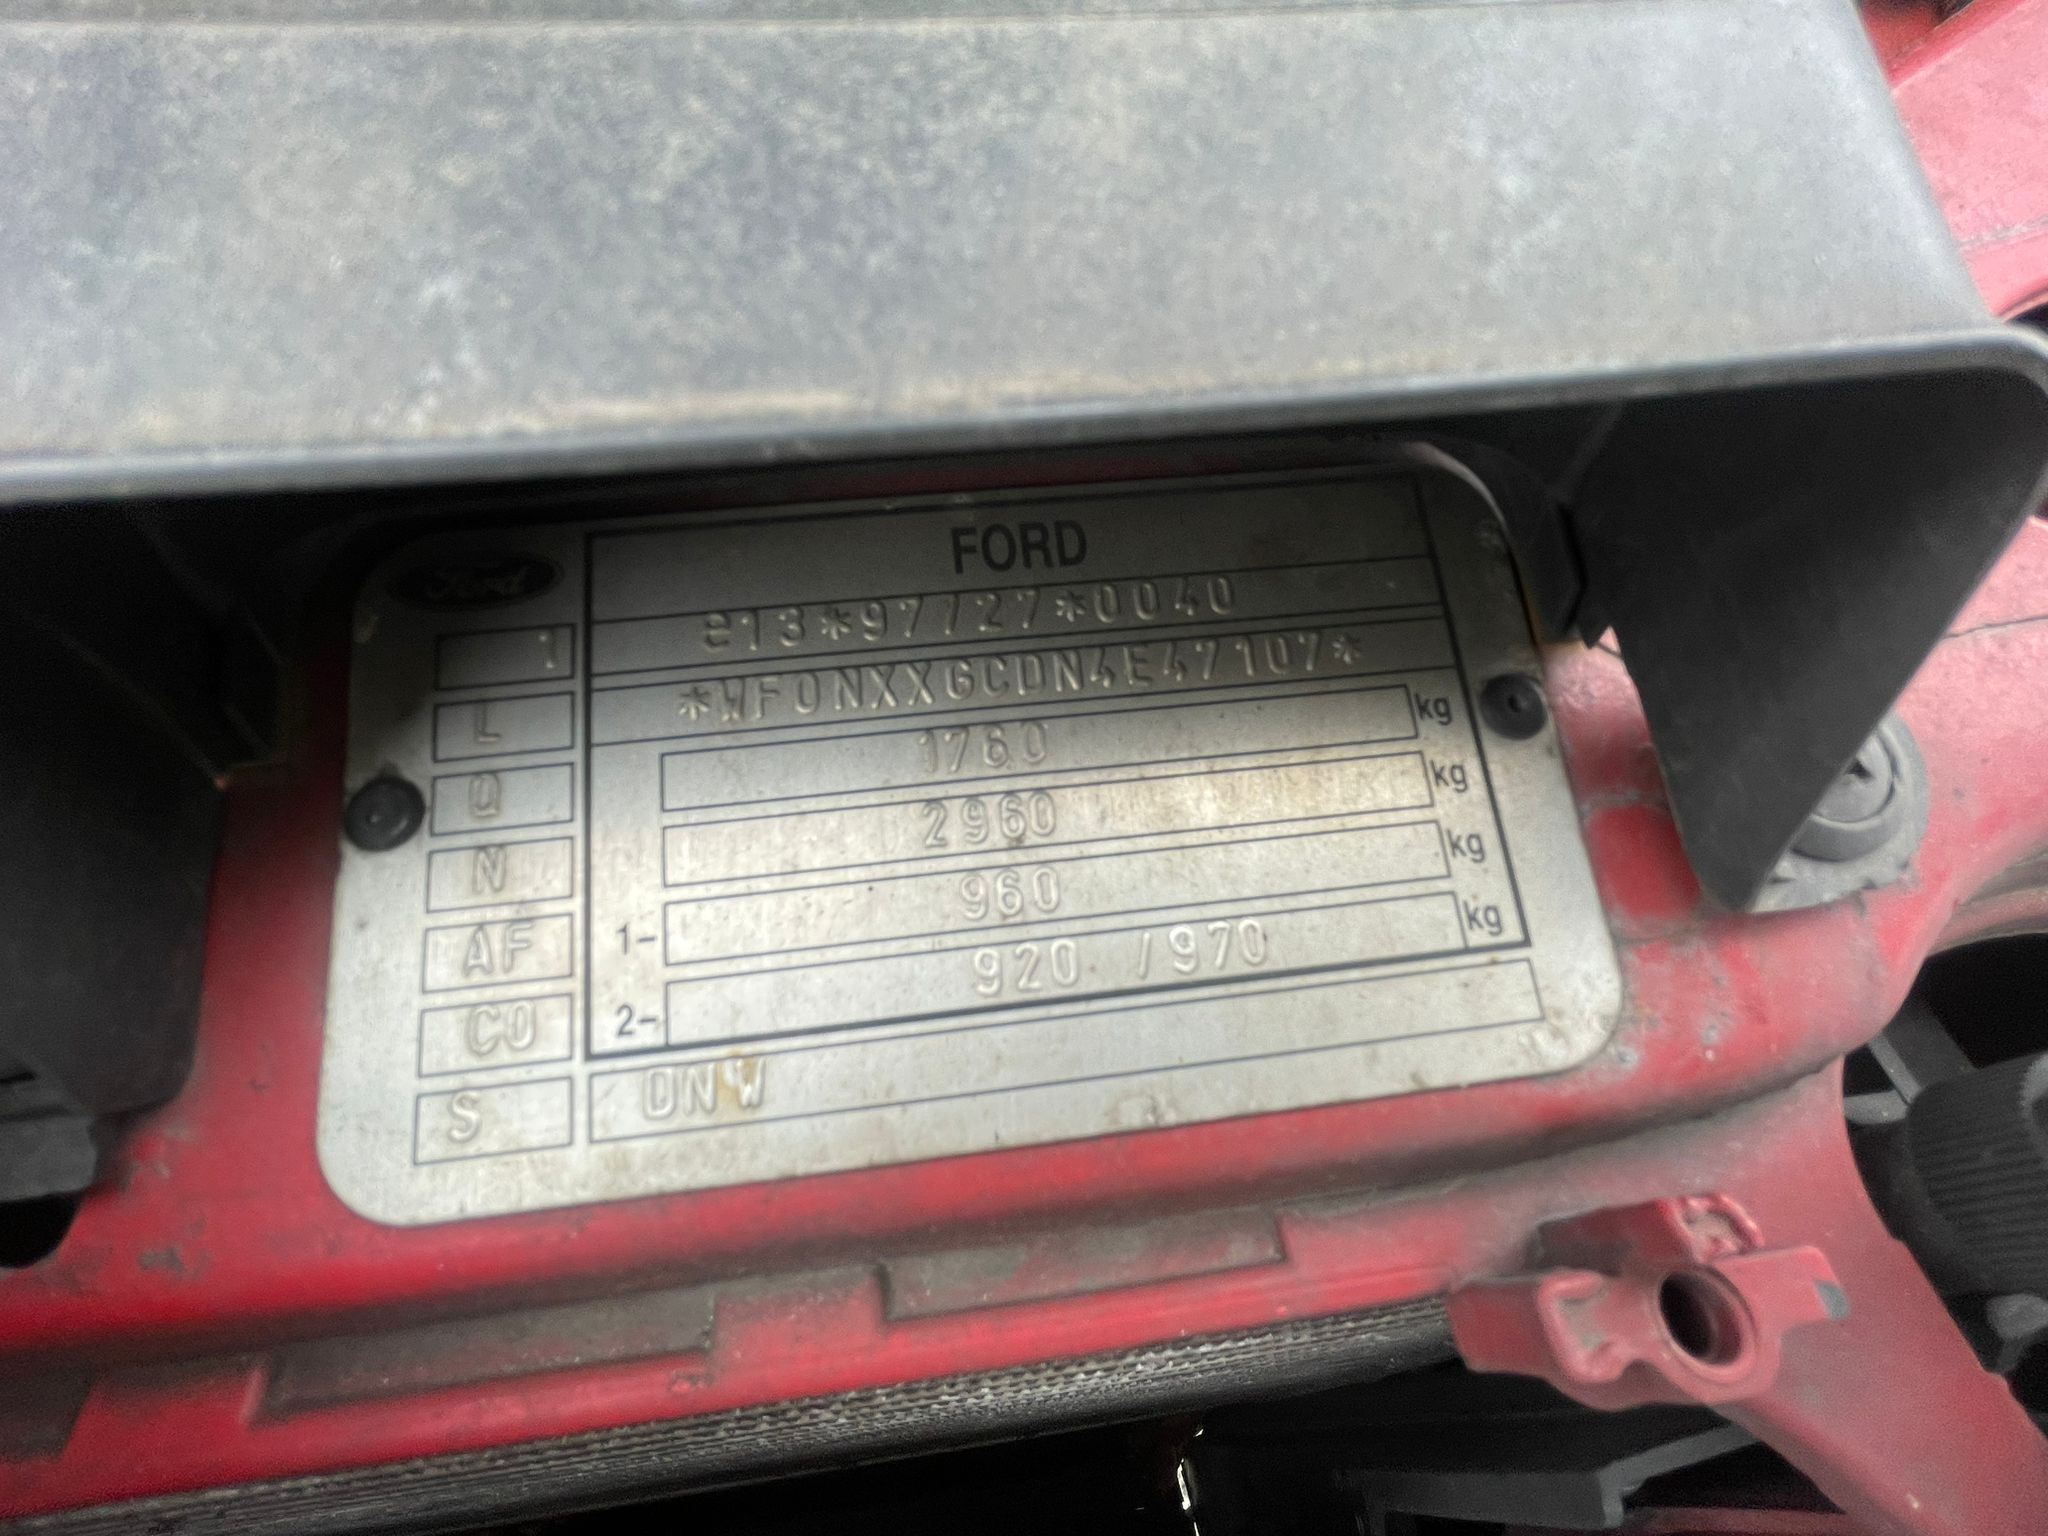 Ford
FORD
1 e13*97/27*0040
L *WF0NXXGCDN4E47107*
Q 1760 kg
N 2960 kg
AF 1- 960 kg
CO 2- 920 /970 kg
S DNW